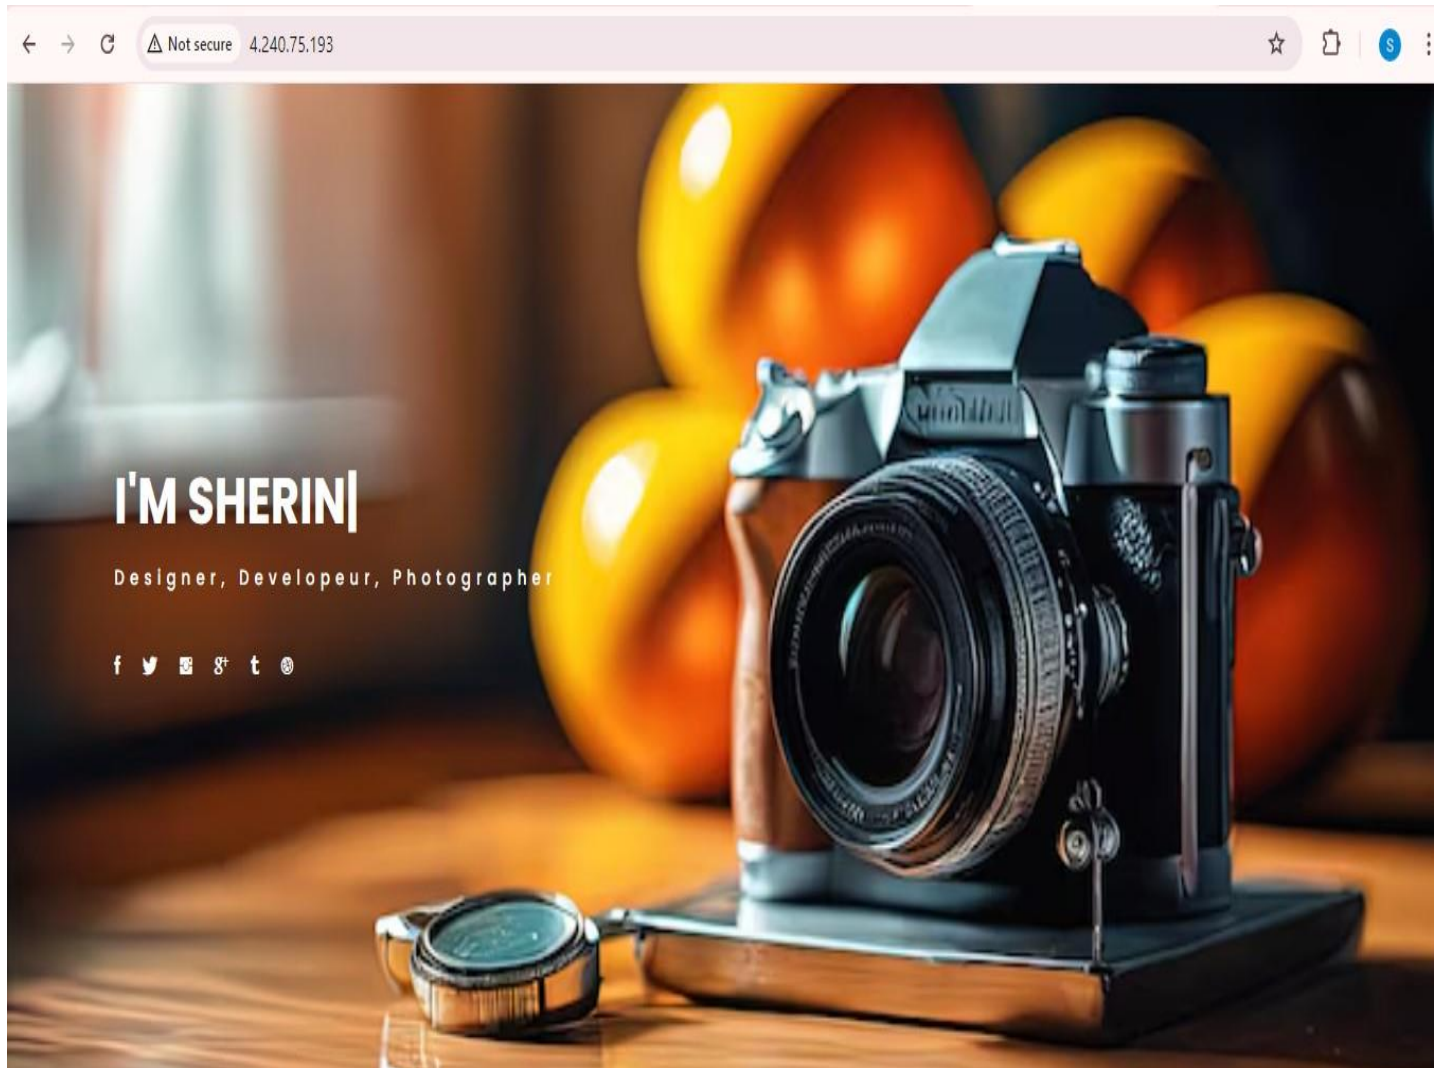 Not secure 4.240.75.193
S
I'M SHERIN
Designer, Developeur, Photographer